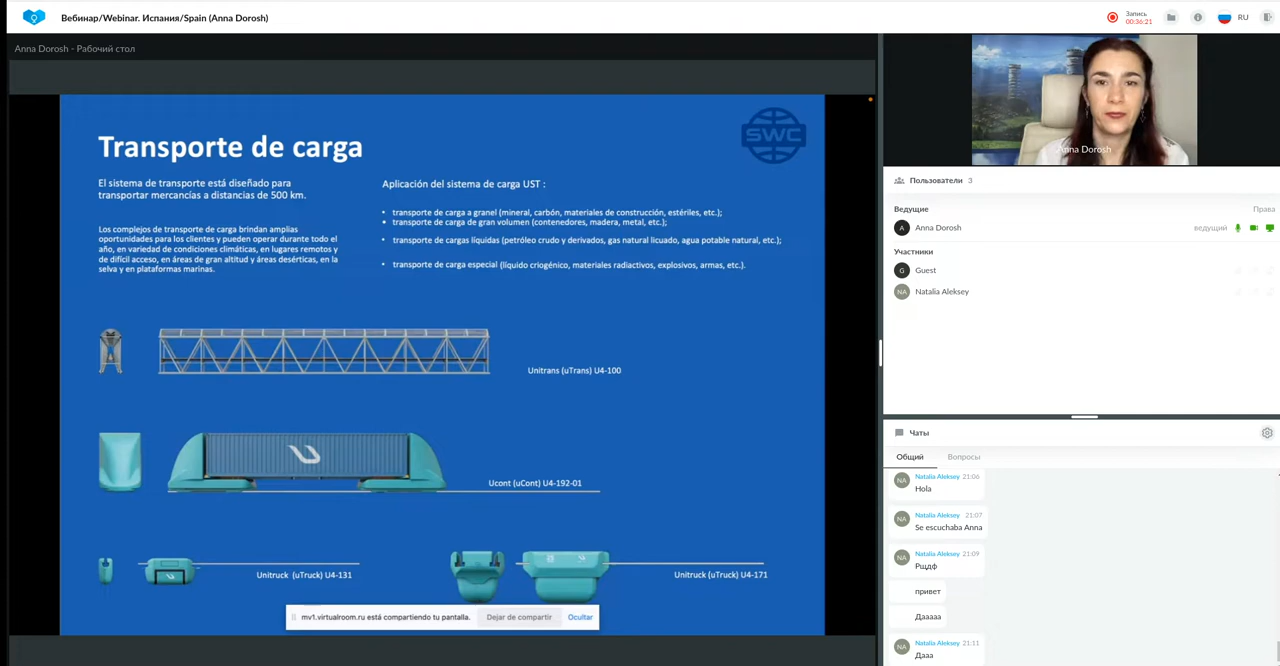 Вебинар/Webinar. Испания/Spain (Anna Dorosh)
Запись
00:36:21
RU
Anna Dorosh - Рабочий стол
Transporte de carga
SWC
El sistema de transporte está diseñado para
transportar mercancías a distancias de 500 km.
Los complejos de transporte de carga brindan amplias
oportunidades para los clientes y pueden operar durante todo el
año, en variedad de condiciones climáticas, en lugares remotos y
de difícil acceso, en áreas de gran altitud y áreas desérticas, en la
selva y en plataformas marinas.
Aplicación del sistema de carga UST :
• transporte de carga a granel (mineral, carbón, materiales de construcción, estériles, etc.);
• transporte de carga de gran volumen (contenedores, madera, metal, etc.);
• transporte de cargas líquidas (petróleo crudo y derivados, gas natural licuado, agua potable natural, etc.);
• transporte de carga especial (líquido criogénico, materiales radiactivos, explosivos, armas, etc.).
Unitrans (uTrans) U4-100
Ucont (uCont) U4-192-01
Unitruck (uTruck) U4-131
Unitruck (uTruck) U4-171
mv1.virtualroom.ru está compartiendo tu pantalla.
Dejar de compartir
Ocultar
Anna Dorosh
Пользователи 3
Ведущие
Права
A
Anna Dorosh
ведущий
Участники
G
Guest
NA
Natalia Aleksey
Чаты
Общий
Вопросы
NA
Natalia Aleksey 21:06
Hola
NA
Natalia Aleksey 21:07
Se escuchaba Anna
NA
Natalia Aleksey 21:09
Рщдф
привет
Дааааа
NA
Natalia Aleksey 21:11
Дааа